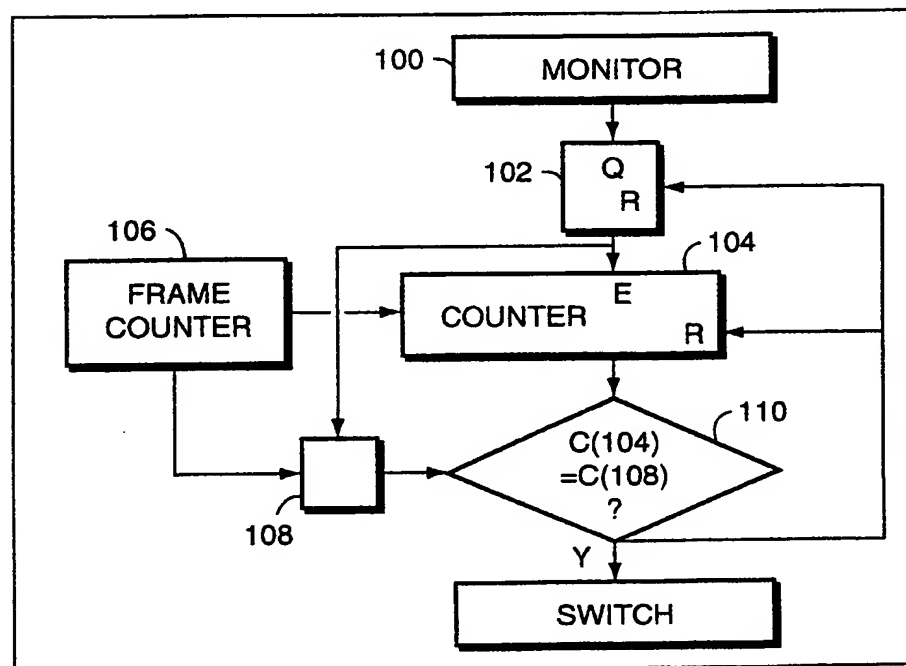 100
MONITOR
102
Q
R
106
104
FRAME
COUNTER
E
COUNTER
R
110
C(104)
=C(108)
?
108
Y
SWITCH